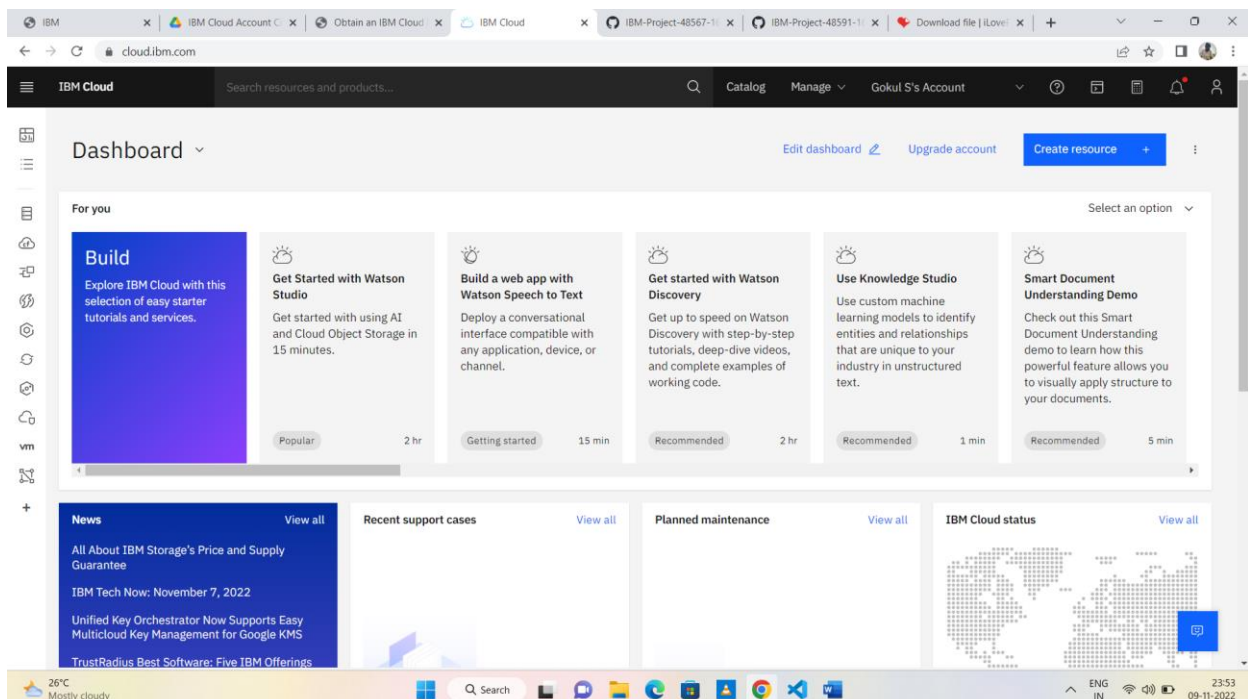 IBM
IBM Cloud Account C
Obtain an IBM Cloud
IBM Cloud
IBM-Project-48567-1
IBM-Project-48591-1
Download file | iLove
cloud.ibm.com
IBM Cloud
Search resources and products...
Catalog
Manage
Gokul S's Account
Dashboard
Edit dashboard
Upgrade account
Create resource +
For you
Select an option
Build
Explore IBM Cloud with this
selection of easy starter
tutorials and services.
Get Started with Watson
Studio
Get started with using AI
and Cloud Object Storage in
15 minutes.
Popular
2 hr
Build a web app with
Watson Speech to Text
Deploy a conversational
interface compatible with
any application, device, or
channel.
Getting started
15 min
Get started with Watson
Discovery
Get up to speed on Watson
Discovery with step-by-step
tutorials, deep-dive videos,
and complete examples of
working code.
Recommended
2 hr
Use Knowledge Studio
Use custom machine
learning models to identify
entities and relationships
that are unique to your
industry in unstructured
text.
Recommended
1 min
Smart Document
Understanding Demo
Check out this Smart
Document Understanding
demo to learn how this
powerful feature allows you
to visually apply structure to
your documents.
Recommended
5 min
vm
News
View all
All About IBM Storage's Price and Supply
Guarantee
IBM Tech Now: November 7, 2022
Unified Key Orchestrator Now Supports Easy
Multicloud Key Management for Google KMS
TrustRadius Best Software: Five IBM Offerings
Recent support cases
View all
Planned maintenance
View all
IBM Cloud status
View all
26°C
Mostly cloudy
Search
ENG
IN
23:53
09-11-2022